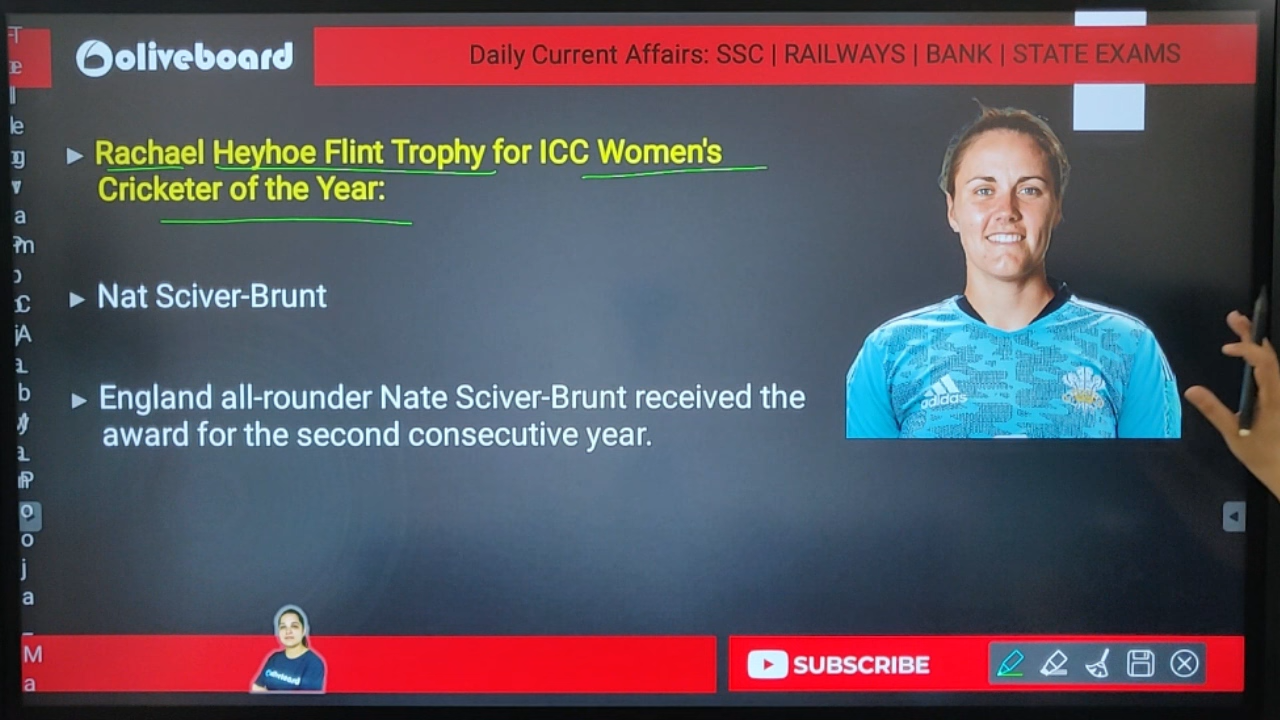 oliveboard
Daily Current Affairs: SSC | RAILWAYS | BANK | STATE EXAMS
Rachael Heyhoe Flint Trophy for ICC Women's
Cricketer of the Year:
Nat Sciver-Brunt
England all-rounder Nate Sciver-Brunt received the
award for the second consecutive year.
adidas
oliveboard
SUBSCRIBE